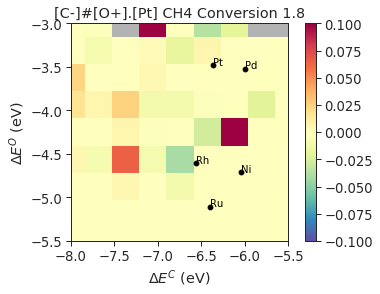 [C-]#[O+].[Pt] CH4 Conversion 1.8
−3.0
−3.5
−4.0
−4.5
−5.0
−5.5
ΔE^O (eV)
Pt
Pd
Rh
Ni
Ru
−8.0 −7.5 −7.0 −6.5 −6.0 −5.5
ΔE^C (eV)
0.100
0.075
0.050
0.025
0.000
−0.025
−0.050
−0.075
−0.100